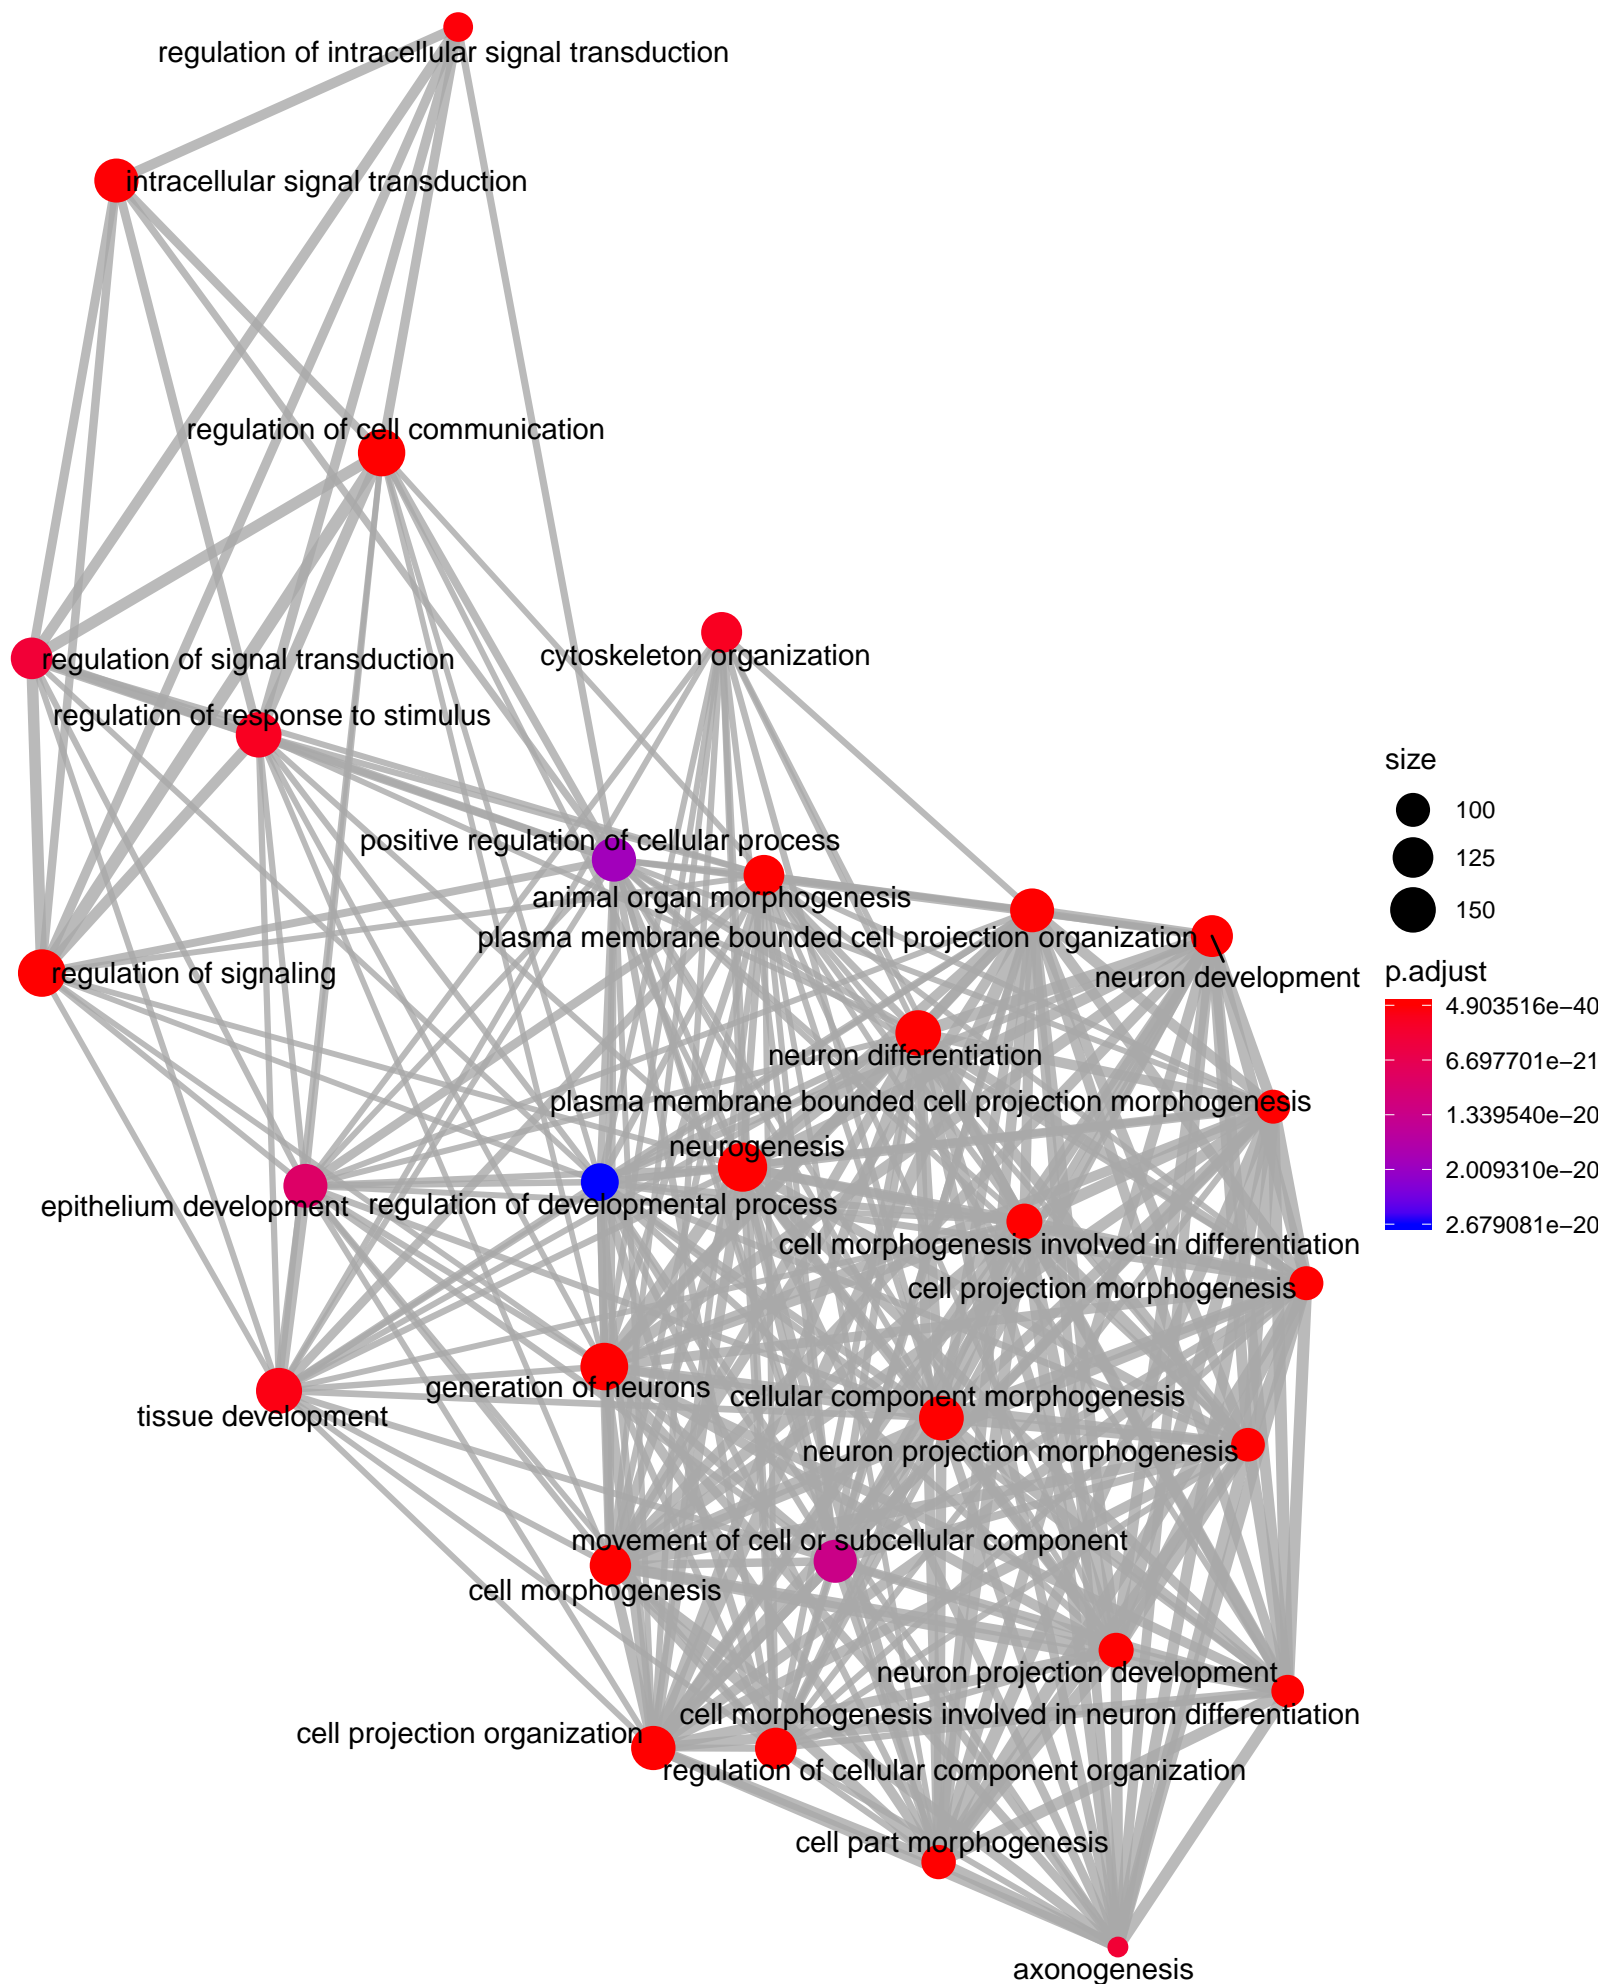 regulation of intracellular signal transduction
intracellular signal transduction
regulation of cell communication
cytoskeleton organization
regulation of signal transduction
regulation of response to stimulus
positive regulation of cellular process
animal organ morphogenesis
plasma membrane bounded cell projection organization
regulation of signaling
neuron development
neuron differentiation
plasma membrane bounded cell projection morphogenesis
neurogenesis
epithelium development
regulation of developmental process
cell morphogenesis involved in differentiation
cell projection morphogenesis
generation of neurons
cellular component morphogenesis
tissue development
neuron projection morphogenesis
movement of cell or subcellular component
cell morphogenesis
neuron projection development
cell morphogenesis involved in neuron differentiation
cell projection organization
regulation of cellular component organization
cell part morphogenesis
axonogenesis
size
100
125
150
p.adjust
4.903516e−40
6.697701e−21
1.339540e−20
2.009310e−20
2.679081e−20